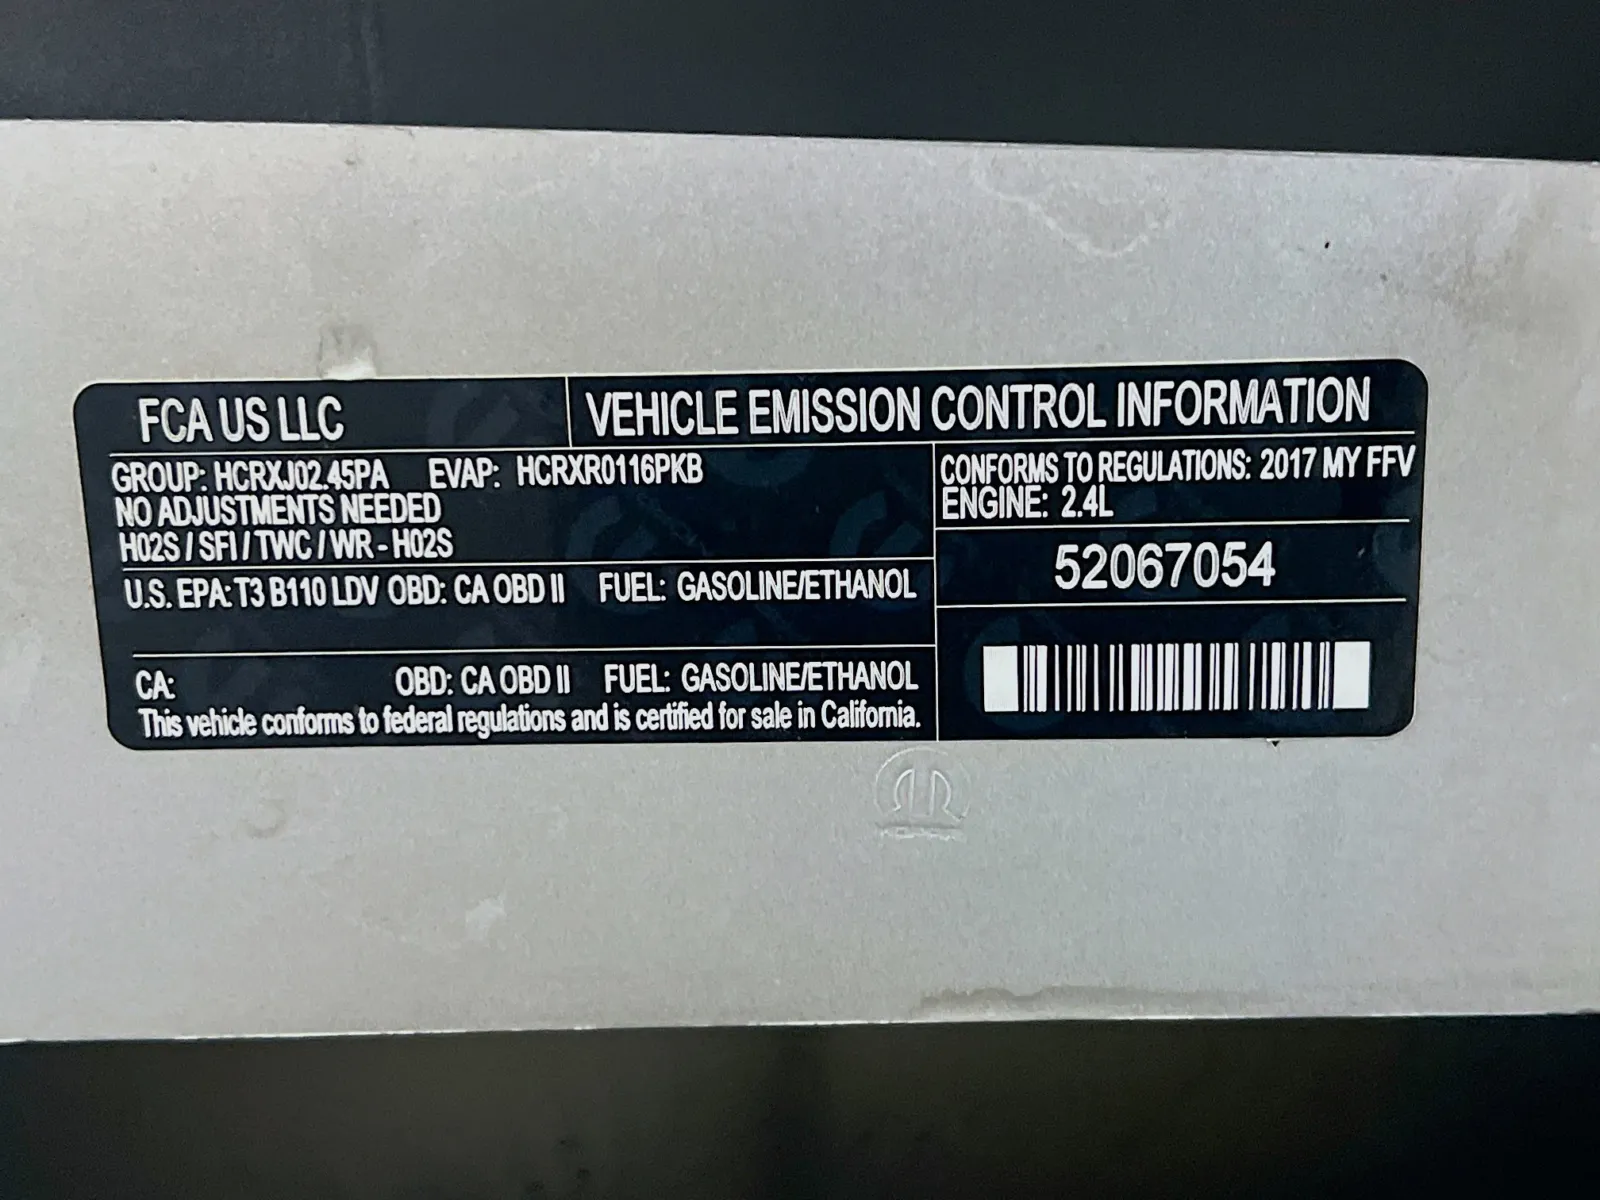 FCA US LLC
VEHICLE EMISSION CONTROL INFORMATION
GROUP: HCRXJ02.45PA EVAP: HCRXR0116PKB
NO ADJUSTMENTS NEEDED
H02S / SFI / TWC / WR - H02S
U.S. EPA: T3 B110 LDV OBD: CA OBD II FUEL: GASOLINE/ETHANOL
CA: OBD: CA OBD II FUEL: GASOLINE/ETHANOL
This vehicle conforms to federal regulations and is certified for sale in California.
CONFORMS TO REGULATIONS: 2017 MY FFV
ENGINE: 2.4L
52067054